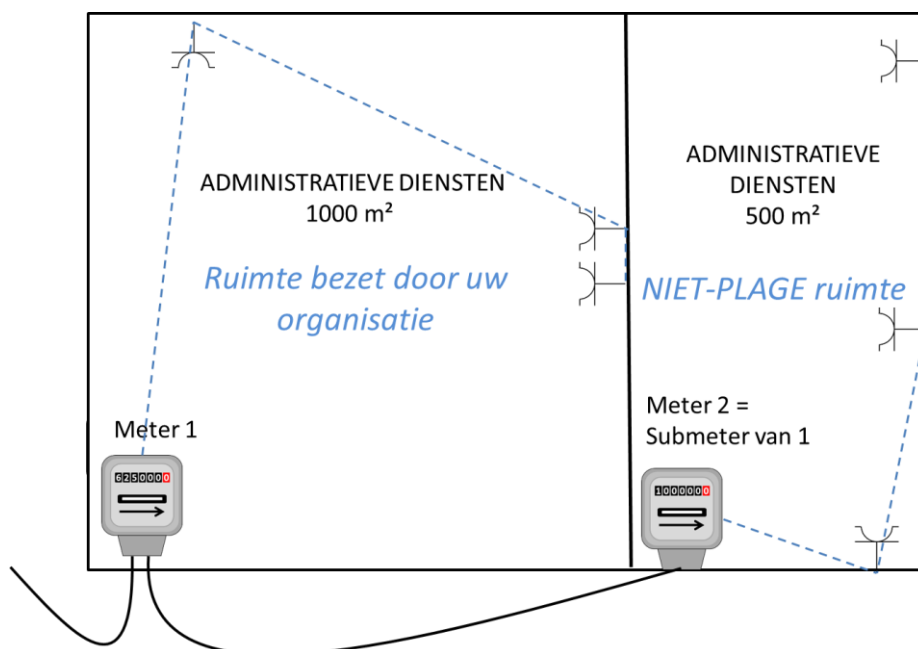 ADMINISTRATIEVE DIENSTEN
1000 m²
Ruimte bezet door uw
organisatie
ADMINISTRATIEVE
DIENSTEN
500 m²
NIET-PLAGE ruimte
Meter 1
6250000
Meter 2 =
Submeter van 1
1000000